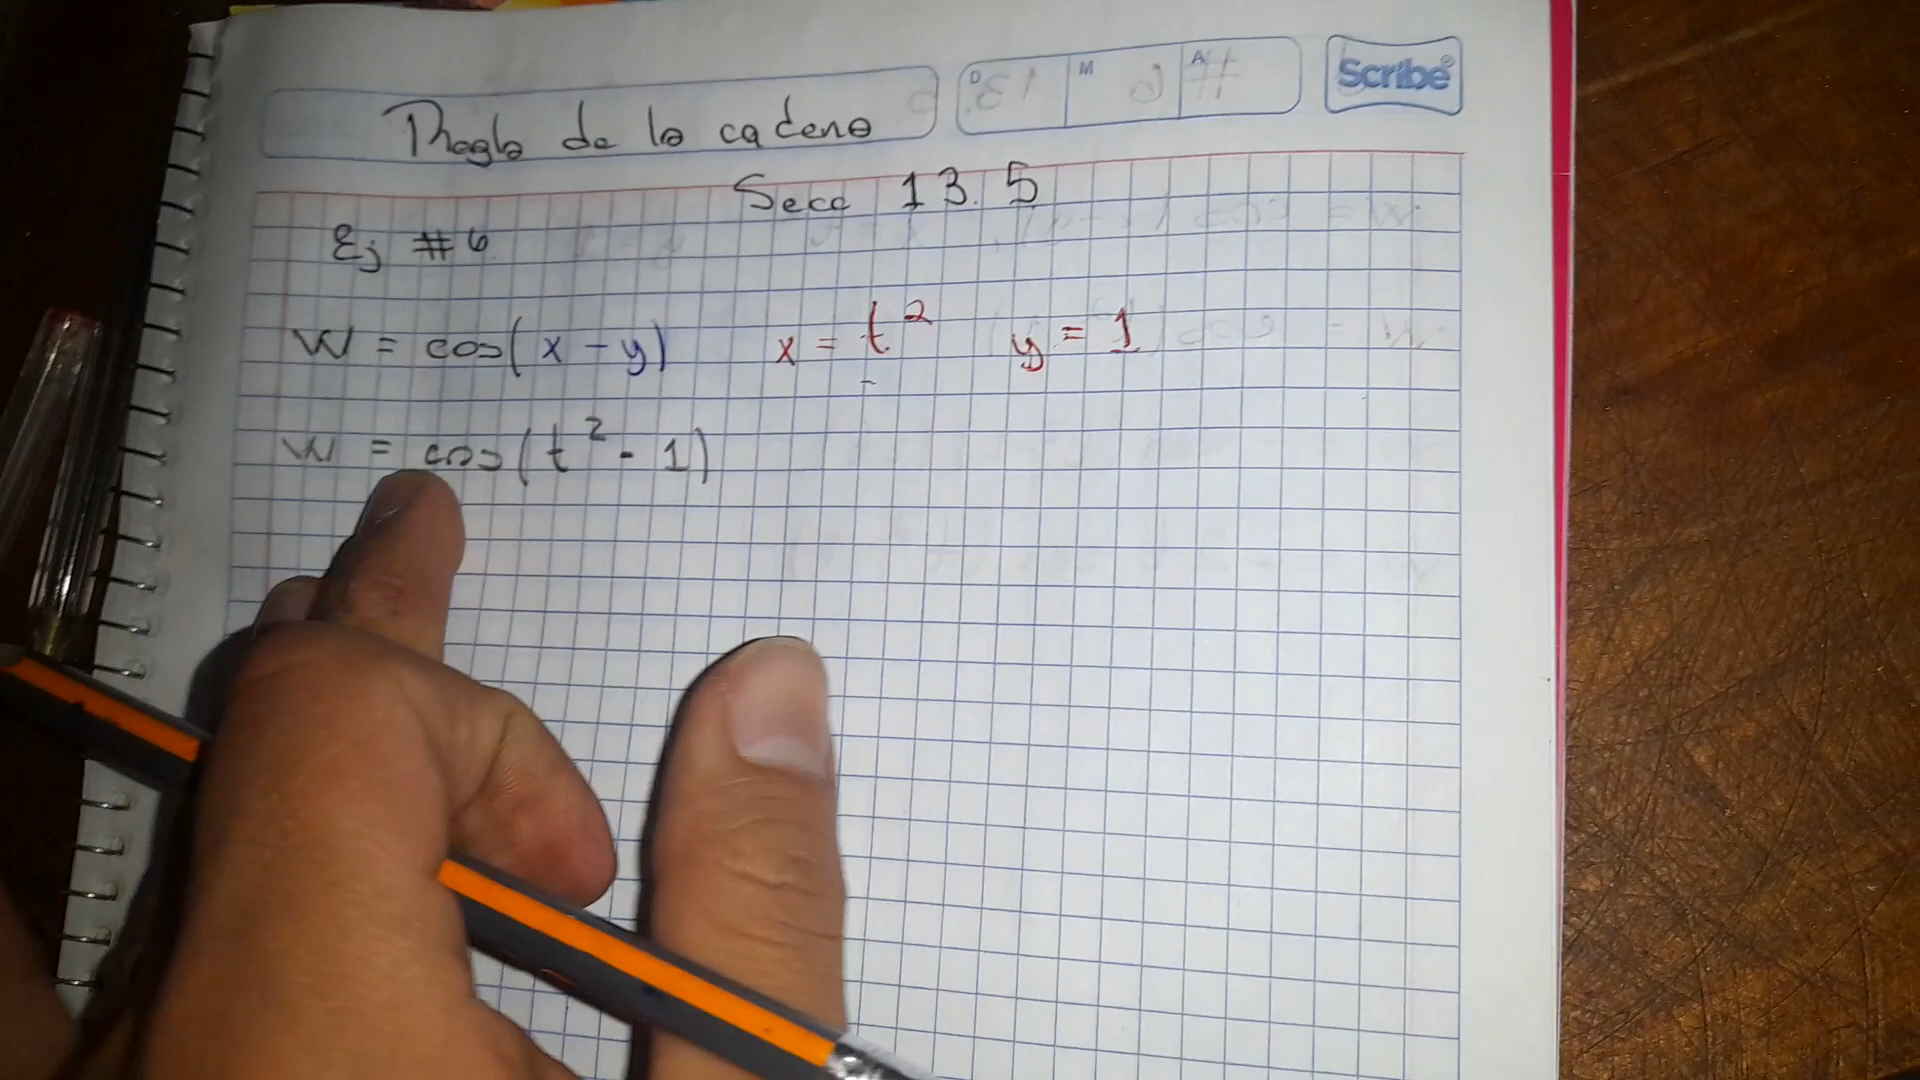 Regla de la cadena
D M A
Scribe®
Secc 13.5
Ej #6
W = cos(x - y) x = t² y = 1
W = cos(t² - 1)